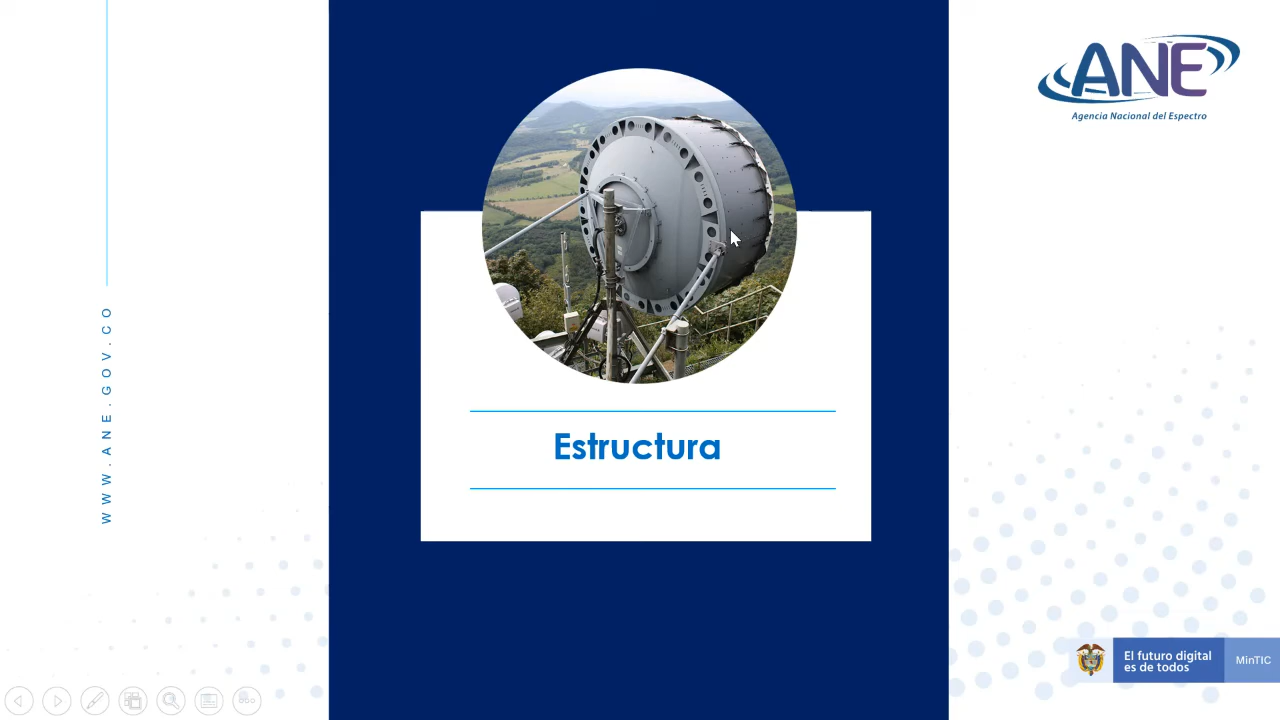 WWW.ANE.GOV.CO
ANE
Agencia Nacional del Espectro
Estructura
El futuro digital
es de todos
MinTIC